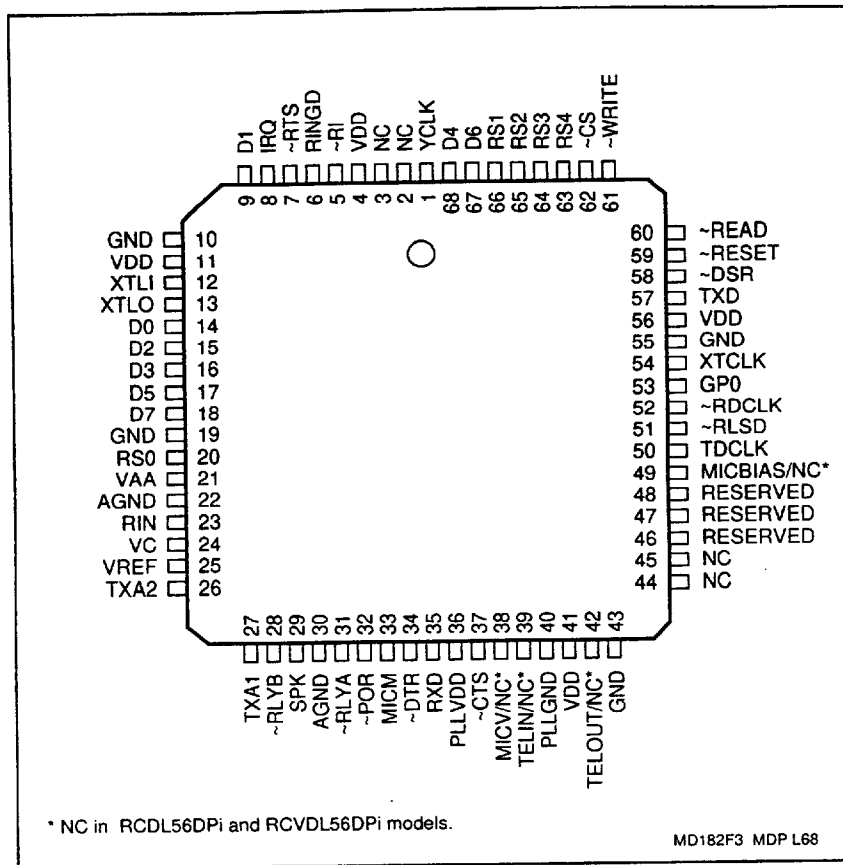 D1 IRQ ~RTS RINGD ~RI VDD NC NC YCLK D4 D6 RS1 RS2 RS3 RS4 ~CS ~WRITE
9 8 7 6 5 4 3 2 1 68 67 66 65 64 63 62 61
GND 10
VDD 11
XTLI 12
XTLO 13
D0 14
D2 15
D3 16
D5 17
D7 18
GND 19
RS0 20
VAA 21
AGND 22
RIN 23
VC 24
VREF 25
TXA2 26
60 ~READ
59 ~RESET
58 ~DSR
57 TXD
56 VDD
55 GND
54 XTCLK
53 GP0
52 ~RDCLK
51 ~RLSD
50 TDCLK
49 MICBIAS/NC*
48 RESERVED
47 RESERVED
46 RESERVED
45 NC
44 NC
27 28 29 30 31 32 33 34 35 36 37 38 39 40 41 42 43
TXA1 ~RLYB SPK AGND ~RLYA ~POR MICM ~DTR RXD PLLVDD ~CTS MICV/NC* TELIN/NC* PLLGND VDD TELOUT/NC* GND
* NC in RCDL56DPi and RCVDL56DPi models.
MD182F3 MDP L68